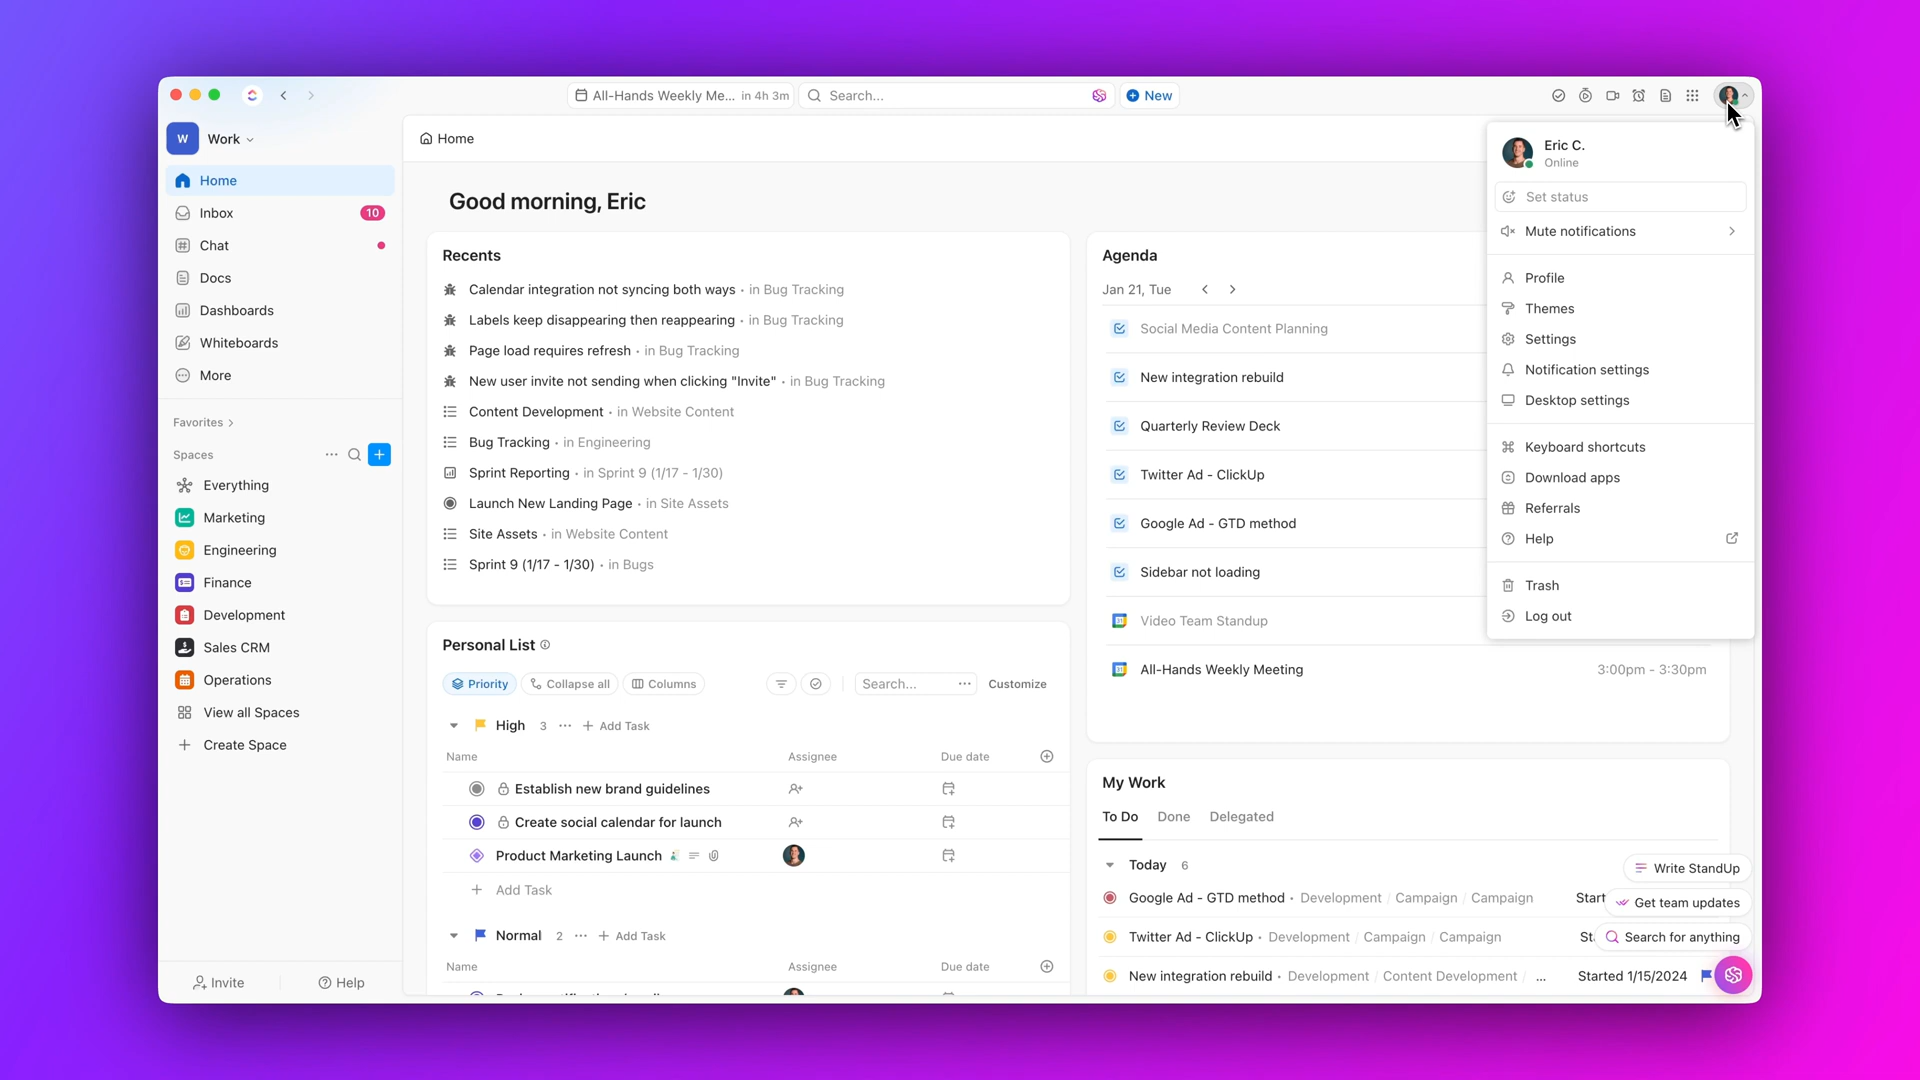 All-Hands Weekly Me... in 4h 3m
Search...
New
W Work
Home
Inbox 10
Chat
Docs
Dashboards
Whiteboards
More
Favorites
Spaces
Everything
Marketing
Engineering
Finance
Development
Sales CRM
Operations
View all Spaces
Create Space
Invite
Help
Home
Good morning, Eric
Recents
Calendar integration not syncing both ways • in Bug Tracking
Labels keep disappearing then reappearing • in Bug Tracking
Page load requires refresh • in Bug Tracking
New user invite not sending when clicking "Invite" • in Bug Tracking
Content Development • in Website Content
Bug Tracking • in Engineering
Sprint Reporting • in Sprint 9 (1/17 - 1/30)
Launch New Landing Page • in Site Assets
Site Assets • in Website Content
Sprint 9 (1/17 - 1/30) • in Bugs
Personal List
Priority Collapse all Columns Search... Customize
High 3 Add Task
Name Assignee Due date
Establish new brand guidelines
Create social calendar for launch
Product Marketing Launch
Add Task
Normal 2 Add Task
Name Assignee Due date
Agenda
Jan 21, Tue
Social Media Content Planning
New integration rebuild
Quarterly Review Deck
Twitter Ad - ClickUp
Google Ad - GTD method
Sidebar not loading
Video Team Standup
All-Hands Weekly Meeting 3:00pm - 3:30pm
My Work
To Do Done Delegated
Today 6
Google Ad - GTD method • Development / Campaign / Campaign Start
Twitter Ad - ClickUp • Development / Campaign / Campaign St
New integration rebuild • Development / Content Development / ... Started 1/15/2024
Write StandUp
Get team updates
Search for anything
Eric C.
Online
Set status
Mute notifications
Profile
Themes
Settings
Notification settings
Desktop settings
Keyboard shortcuts
Download apps
Referrals
Help
Trash
Log out